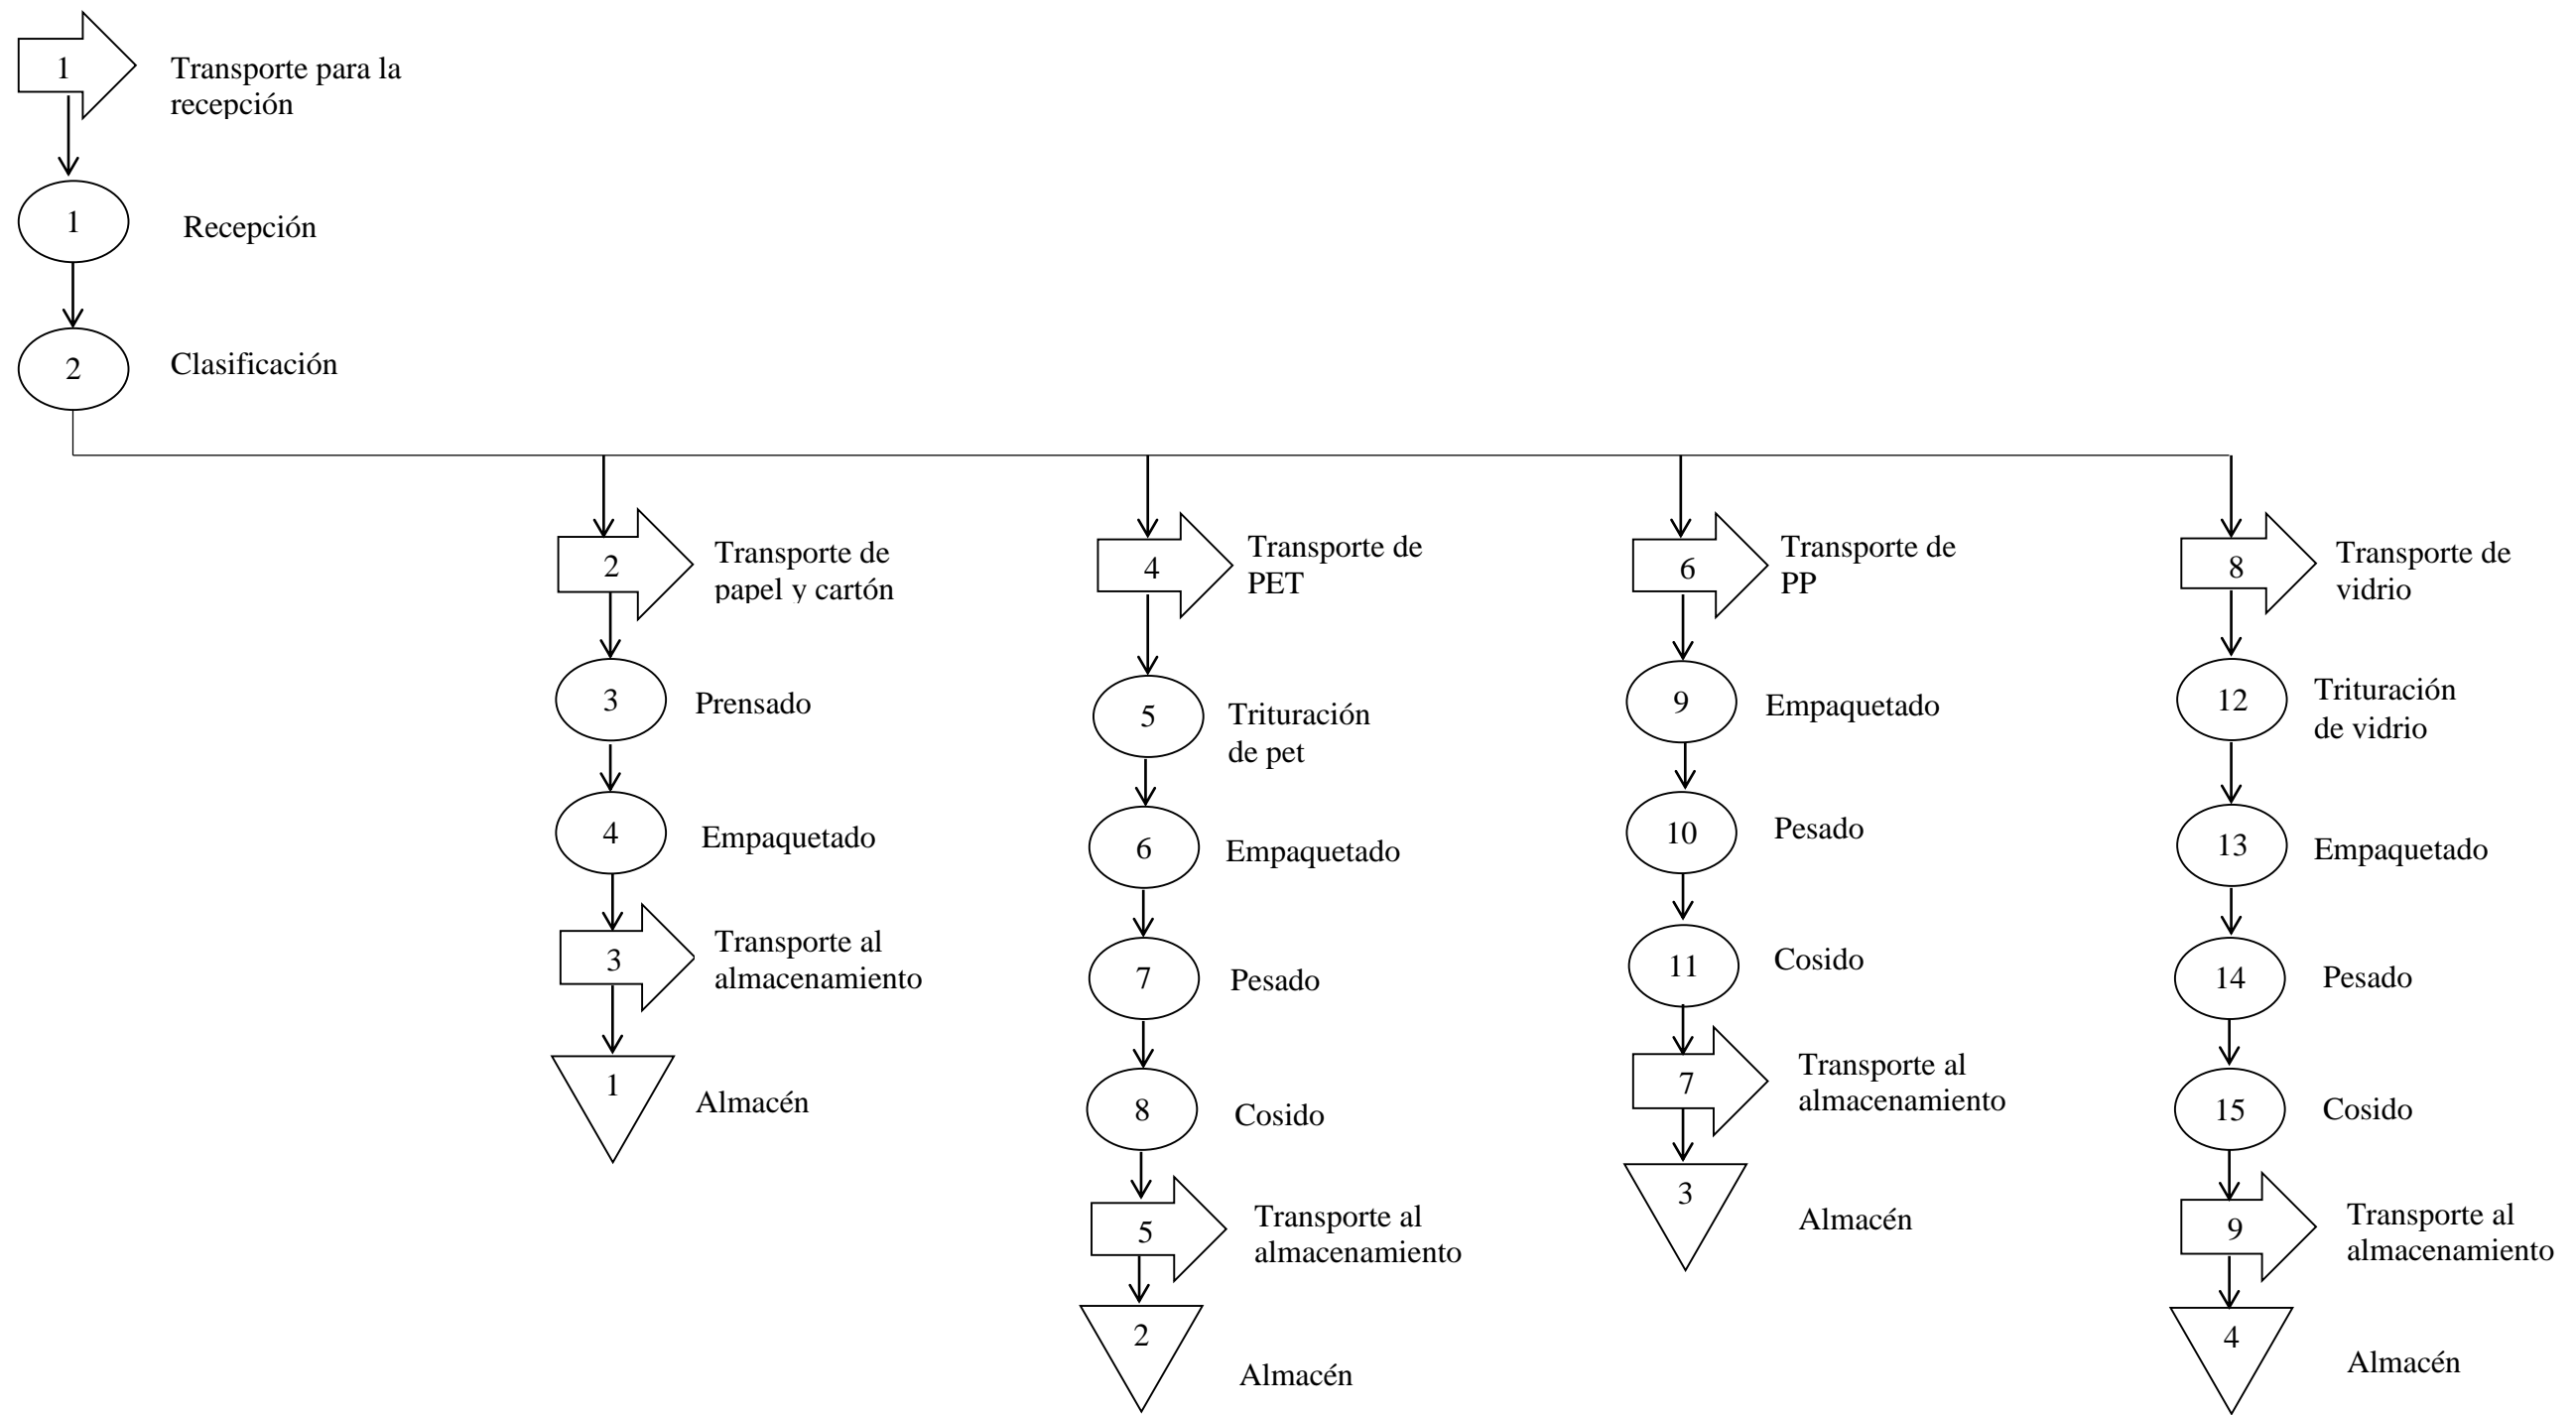 1
Transporte para la
recepción
1
Recepción
2
Clasificación
2
Transporte de
papel y cartón
3
Prensado
4
Empaquetado
3
Transporte al
almacenamiento
1
Almacén
4
Transporte de
PET
5
Trituración
de pet
6
Empaquetado
7
Pesado
8
Cosido
5
Transporte al
almacenamiento
2
Almacén
6
Transporte de
PP
9
Empaquetado
10
Pesado
11
Cosido
7
Transporte al
almacenamiento
3
Almacén
8
Transporte de
vidrio
12
Trituración
de vidrio
13
Empaquetado
14
Pesado
15
Cosido
9
Transporte al
almacenamiento
4
Almacén